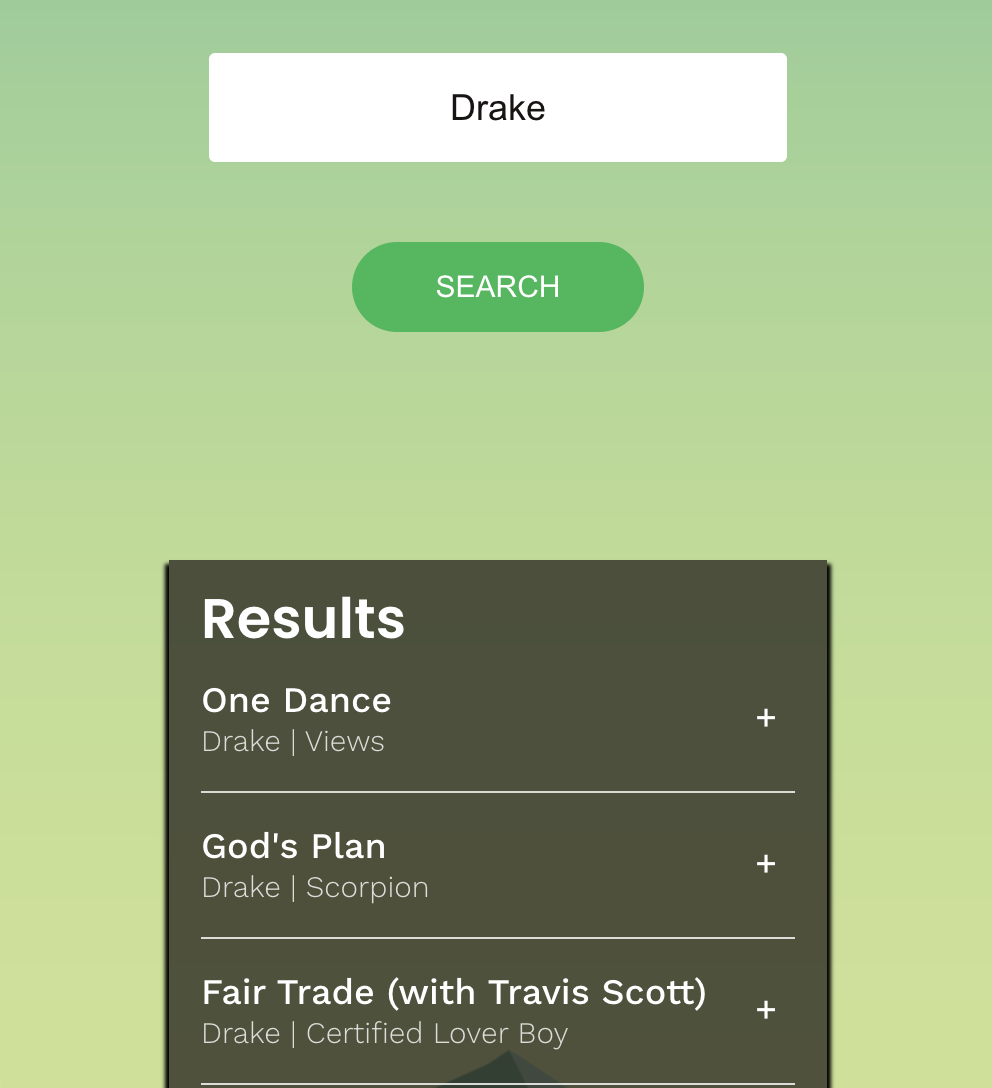 Drake
SEARCH
Results
One Dance
Drake | Views
+
God's Plan
Drake | Scorpion
+
Fair Trade (with Travis Scott)
Drake | Certified Lover Boy
+